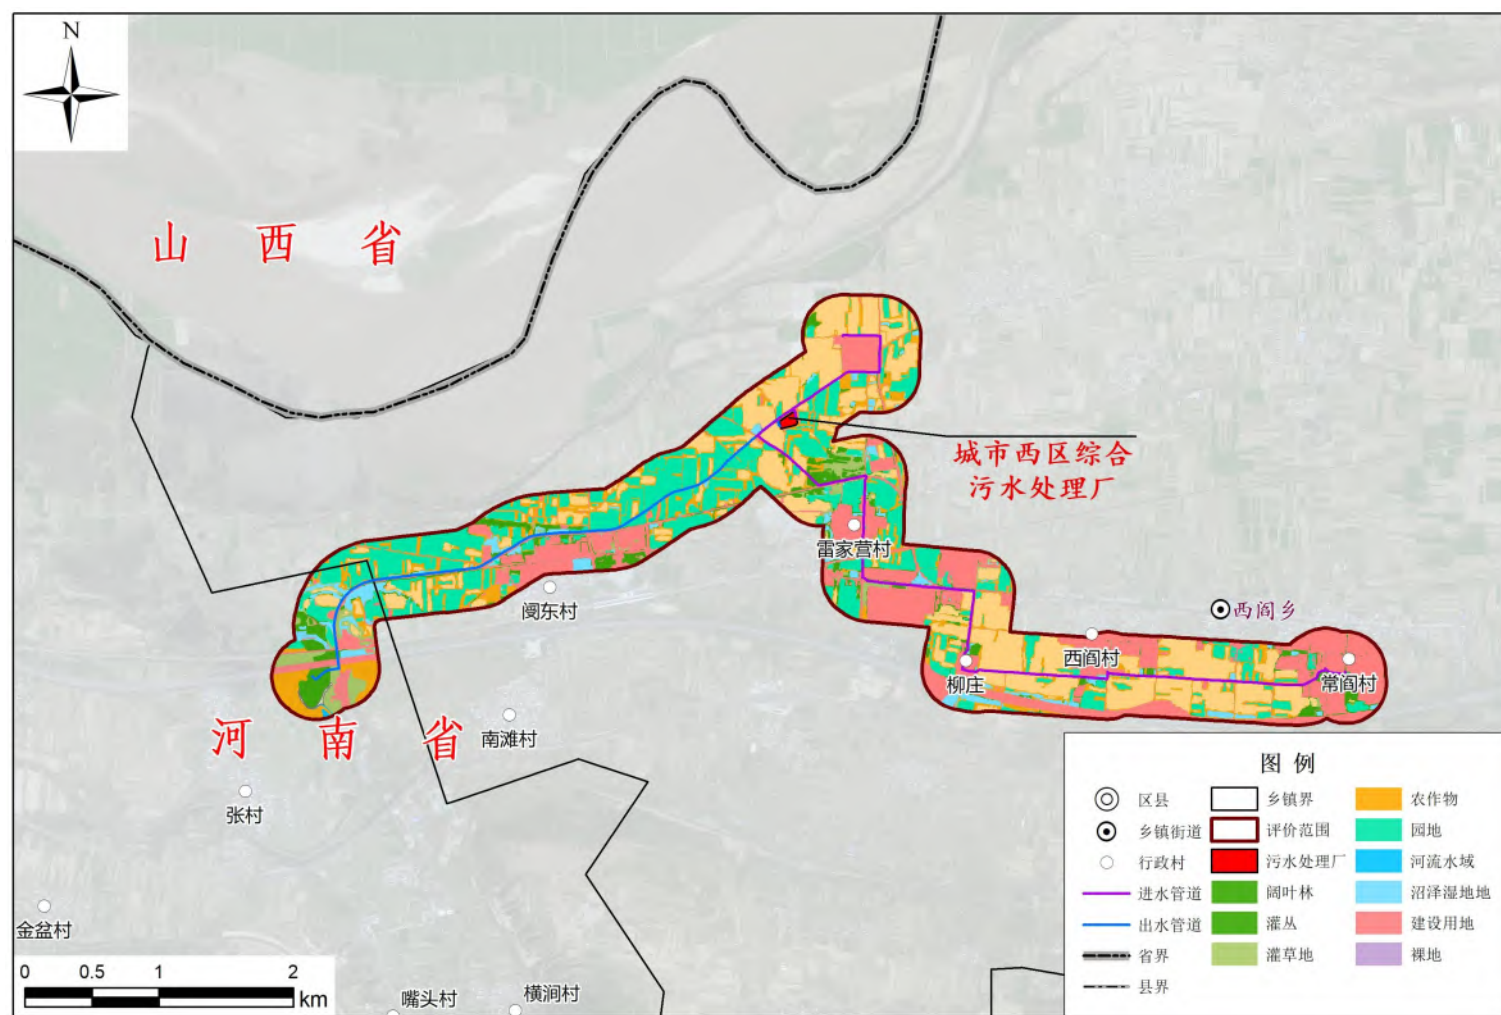 N
山西省
城市西区综合
污水处理厂
雷家营村
阌东村
西阎乡
西阎村
柳庄
常阎村
河南省
南滩村
张村
金盆村
嘴头村
横涧村
0 0.5 1 2
km
图例
区县
乡镇街道
行政村
进水管道
出水管道
省界
县界
乡镇界
评价范围
污水处理厂
阔叶林
灌丛
灌草地
农作物
园地
河流水域
沼泽湿地地
建设用地
裸地